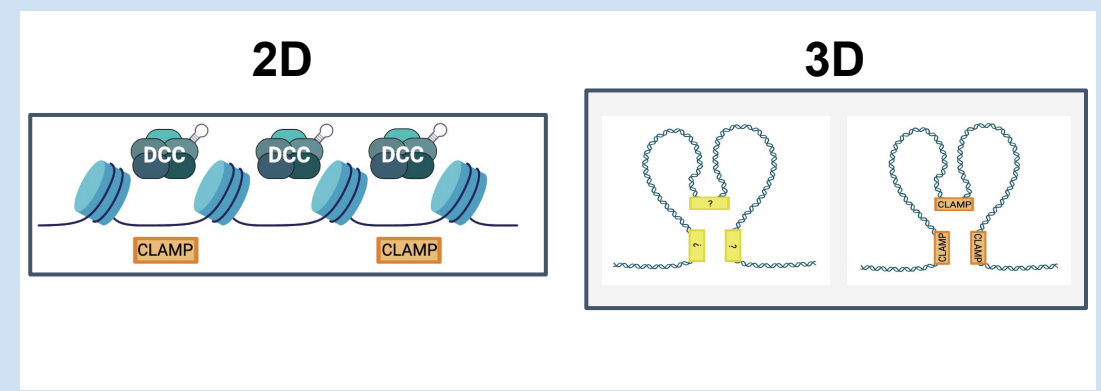 2D
3D
DCC DCC DCC
CLAMP CLAMP
?
? ?
CLAMP
CLAMP CLAMP